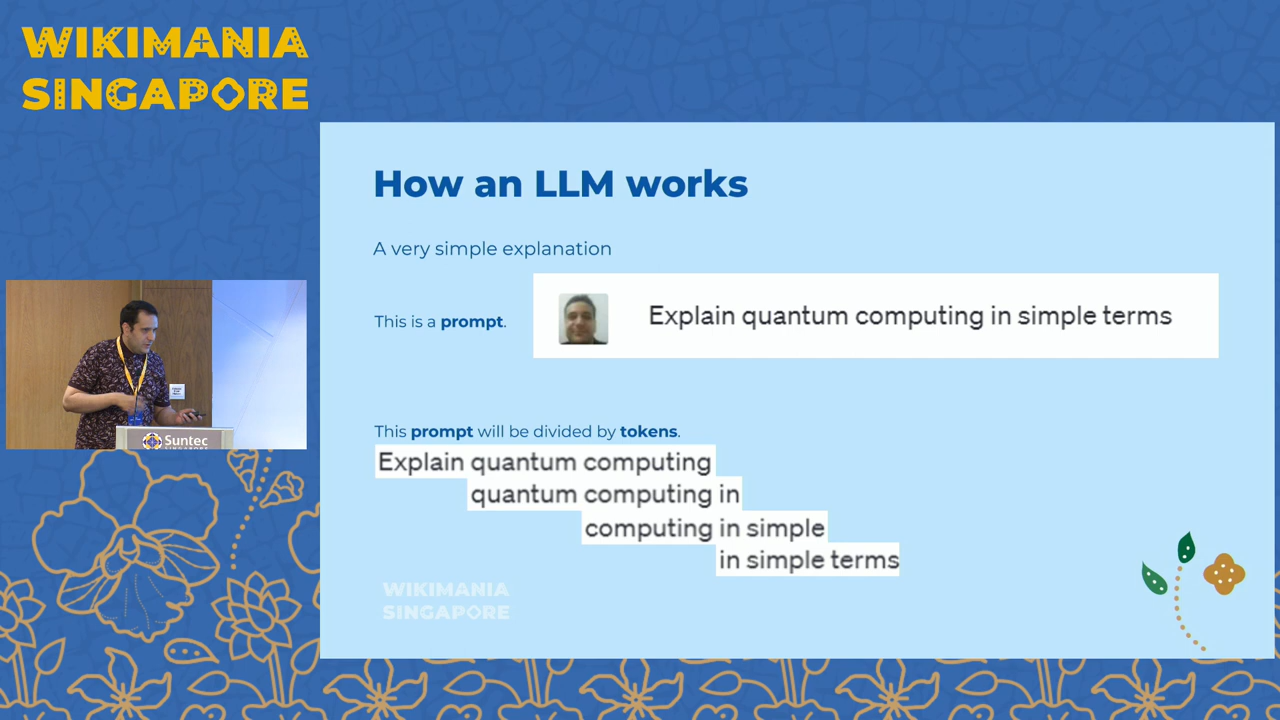 WIKIMANIA
SINGAPORE
How an LLM works
A very simple explanation
This is a prompt.
Explain quantum computing in simple terms
This prompt will be divided by tokens.
Explain quantum computing
quantum computing in
computing in simple
in simple terms
WIKIMANIA
SINGAPORE
Suntec
SINGAPORE